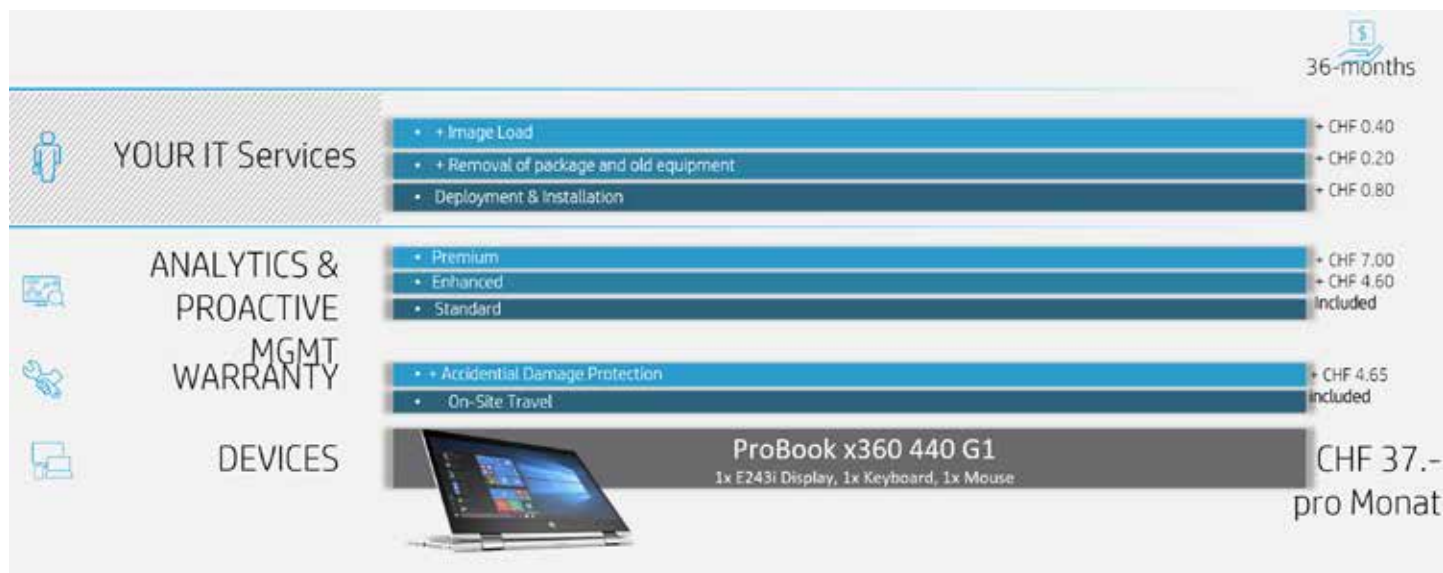 $
36-months
YOUR IT Services
• + Image Load
+ CHF 0.40
• + Removal of package and old equipment
+ CHF 0.20
• Deployment & Installation
+ CHF 0.80
ANALYTICS &
PROACTIVE
MGMT
• Premium
+ CHF 7.00
• Enhanced
+ CHF 4.60
• Standard
Included
WARRANTY
• + Accidential Damage Protection
+ CHF 4.65
• On-Site Travel
included
DEVICES
ProBook x360 440 G1
1x E243i Display, 1x Keyboard, 1x Mouse
CHF 37.-
pro Monat